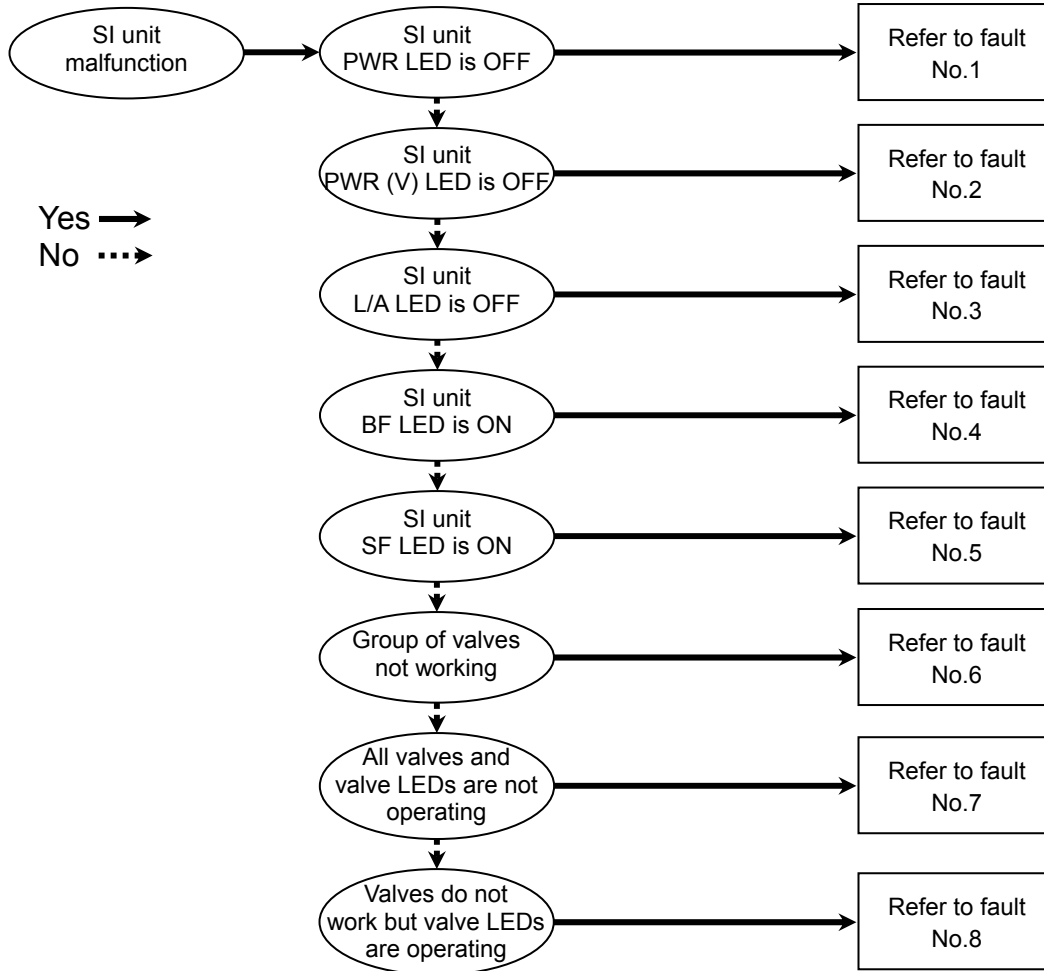 SI unit
malfunction
SI unit
PWR LED is OFF
Refer to fault
No.1
SI unit
PWR (V) LED is OFF
Refer to fault
No.2
Yes
No
SI unit
L/A LED is OFF
Refer to fault
No.3
SI unit
BF LED is ON
Refer to fault
No.4
SI unit
SF LED is ON
Refer to fault
No.5
Group of valves
not working
Refer to fault
No.6
All valves and
valve LEDs are not
operating
Refer to fault
No.7
Valves do not
work but valve LEDs
are operating
Refer to fault
No.8